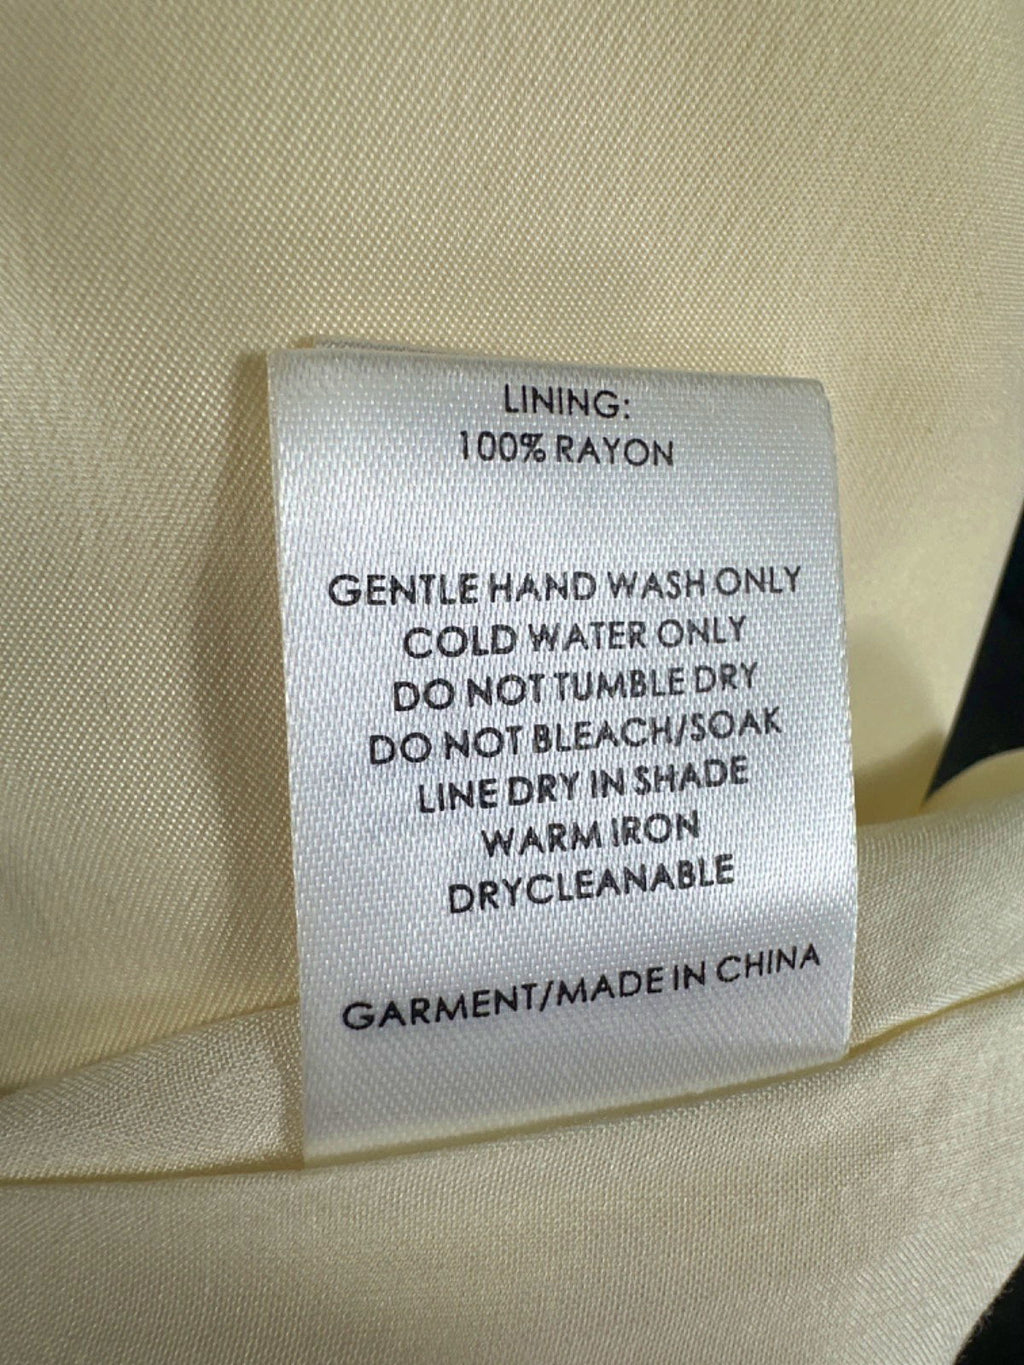 LINING:
100% RAYON
GENTLE HAND WASH ONLY
COLD WATER ONLY
DO NOT TUMBLE DRY
DO NOT BLEACH/SOAK
LINE DRY IN SHADE
WARM IRON
DRYCLEANABLE
GARMENT/MADE IN CHINA